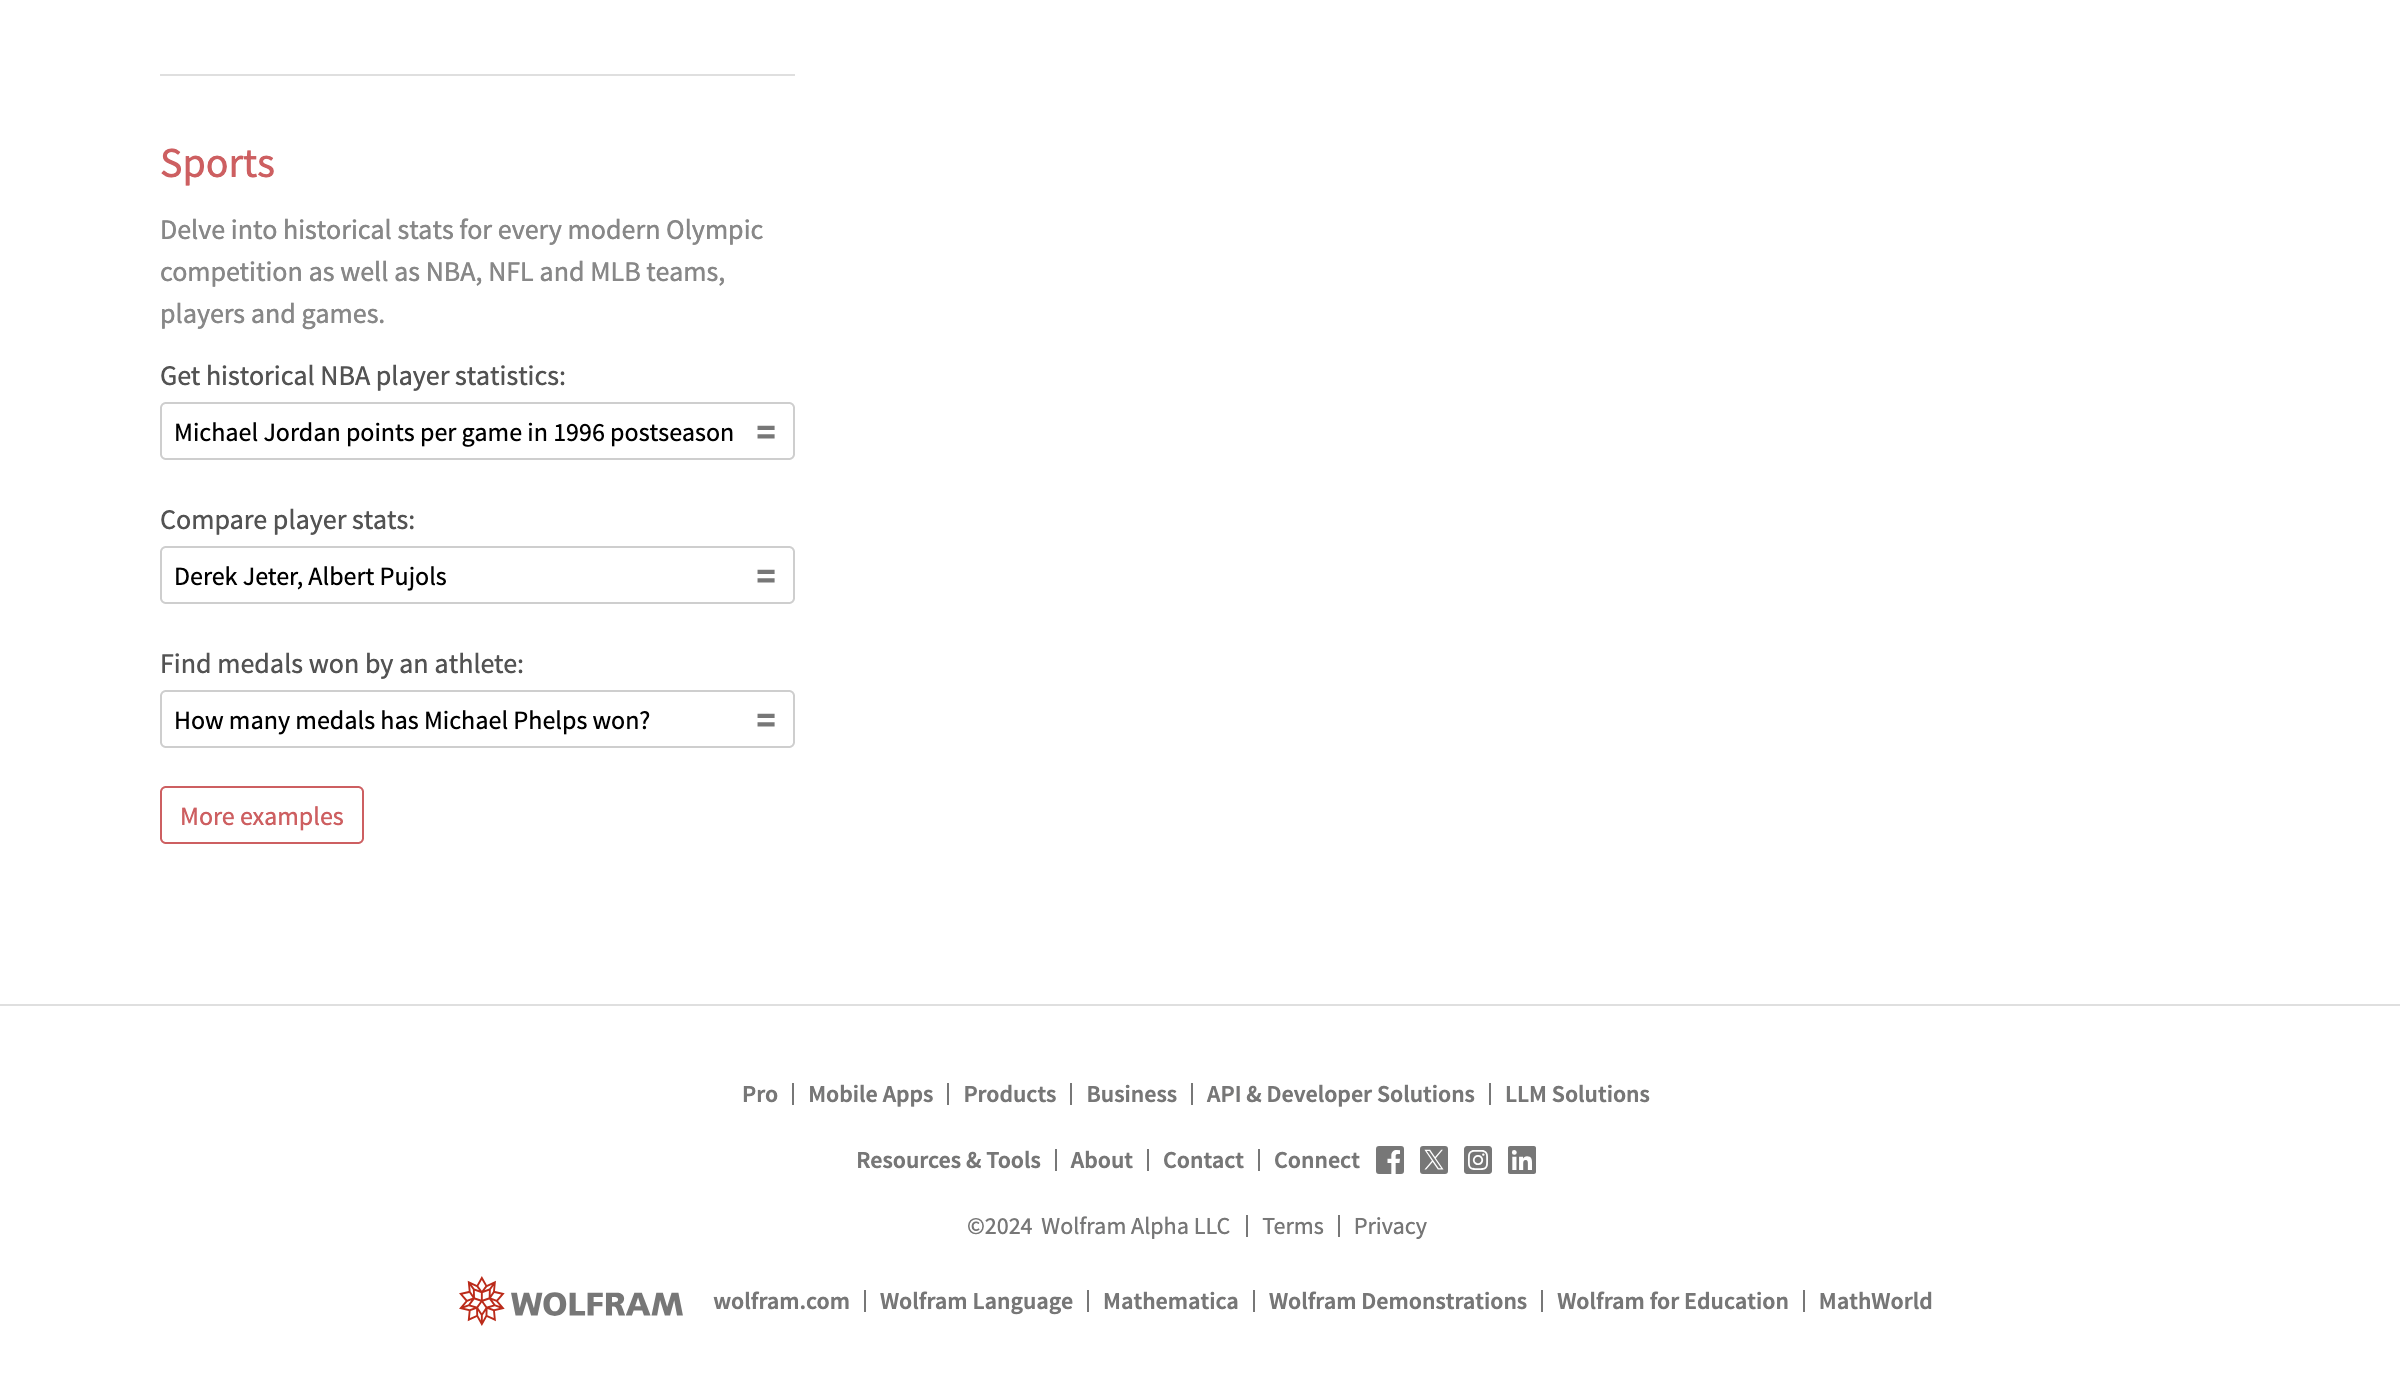 Sports
Delve into historical stats for every modern Olympic
competition as well as NBA, NFL and MLB teams,
players and games.
Get historical NBA player statistics:
Michael Jordan points per game in 1996 postseason =
Compare player stats:
Derek Jeter, Albert Pujols =
Find medals won by an athlete:
How many medals has Michael Phelps won? =
More examples
Pro | Mobile Apps | Products | Business | API & Developer Solutions | LLM Solutions
Resources & Tools | About | Contact | Connect
©2024 Wolfram Alpha LLC | Terms | Privacy
WOLFRAM wolfram.com | Wolfram Language | Mathematica | Wolfram Demonstrations | Wolfram for Education | MathWorld